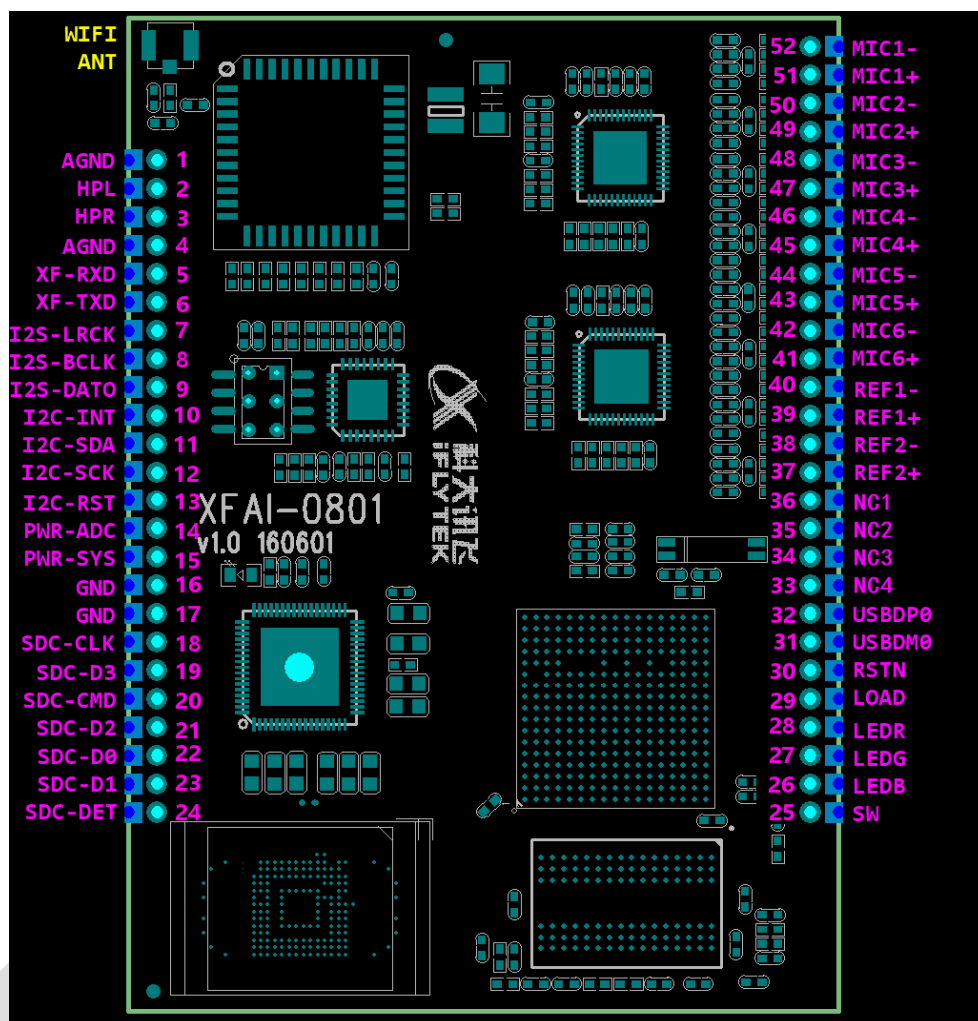 WIFI
ANT
AGND 1
HPL 2
HPR 3
AGND 4
XF-RXD 5
XF-TXD 6
I2S-LRCK 7
I2S-BCLK 8
I2S-DATO 9
I2C-INT 10
I2C-SDA 11
I2C-SCK 12
I2C-RST 13
PWR-ADC 14
PWR-SYS 15
GND 16
GND 17
SDC-CLK 18
SDC-D3 19
SDC-CMD 20
SDC-D2 21
SDC-D0 22
SDC-D1 23
SDC-DET 24
XFAI-0801
v1.0 160601
科大讯飞
IFLYTEK
52 MIC1-
51 MIC1+
50 MIC2-
49 MIC2+
48 MIC3-
47 MIC3+
46 MIC4-
45 MIC4+
44 MIC5-
43 MIC5+
42 MIC6-
41 MIC6+
40 REF1-
39 REF1+
38 REF2-
37 REF2+
36 NC1
35 NC2
34 NC3
33 NC4
32 USBDP0
31 USBDM0
30 RSTN
29 LOAD
28 LEDR
27 LEDG
26 LEDB
25 SW